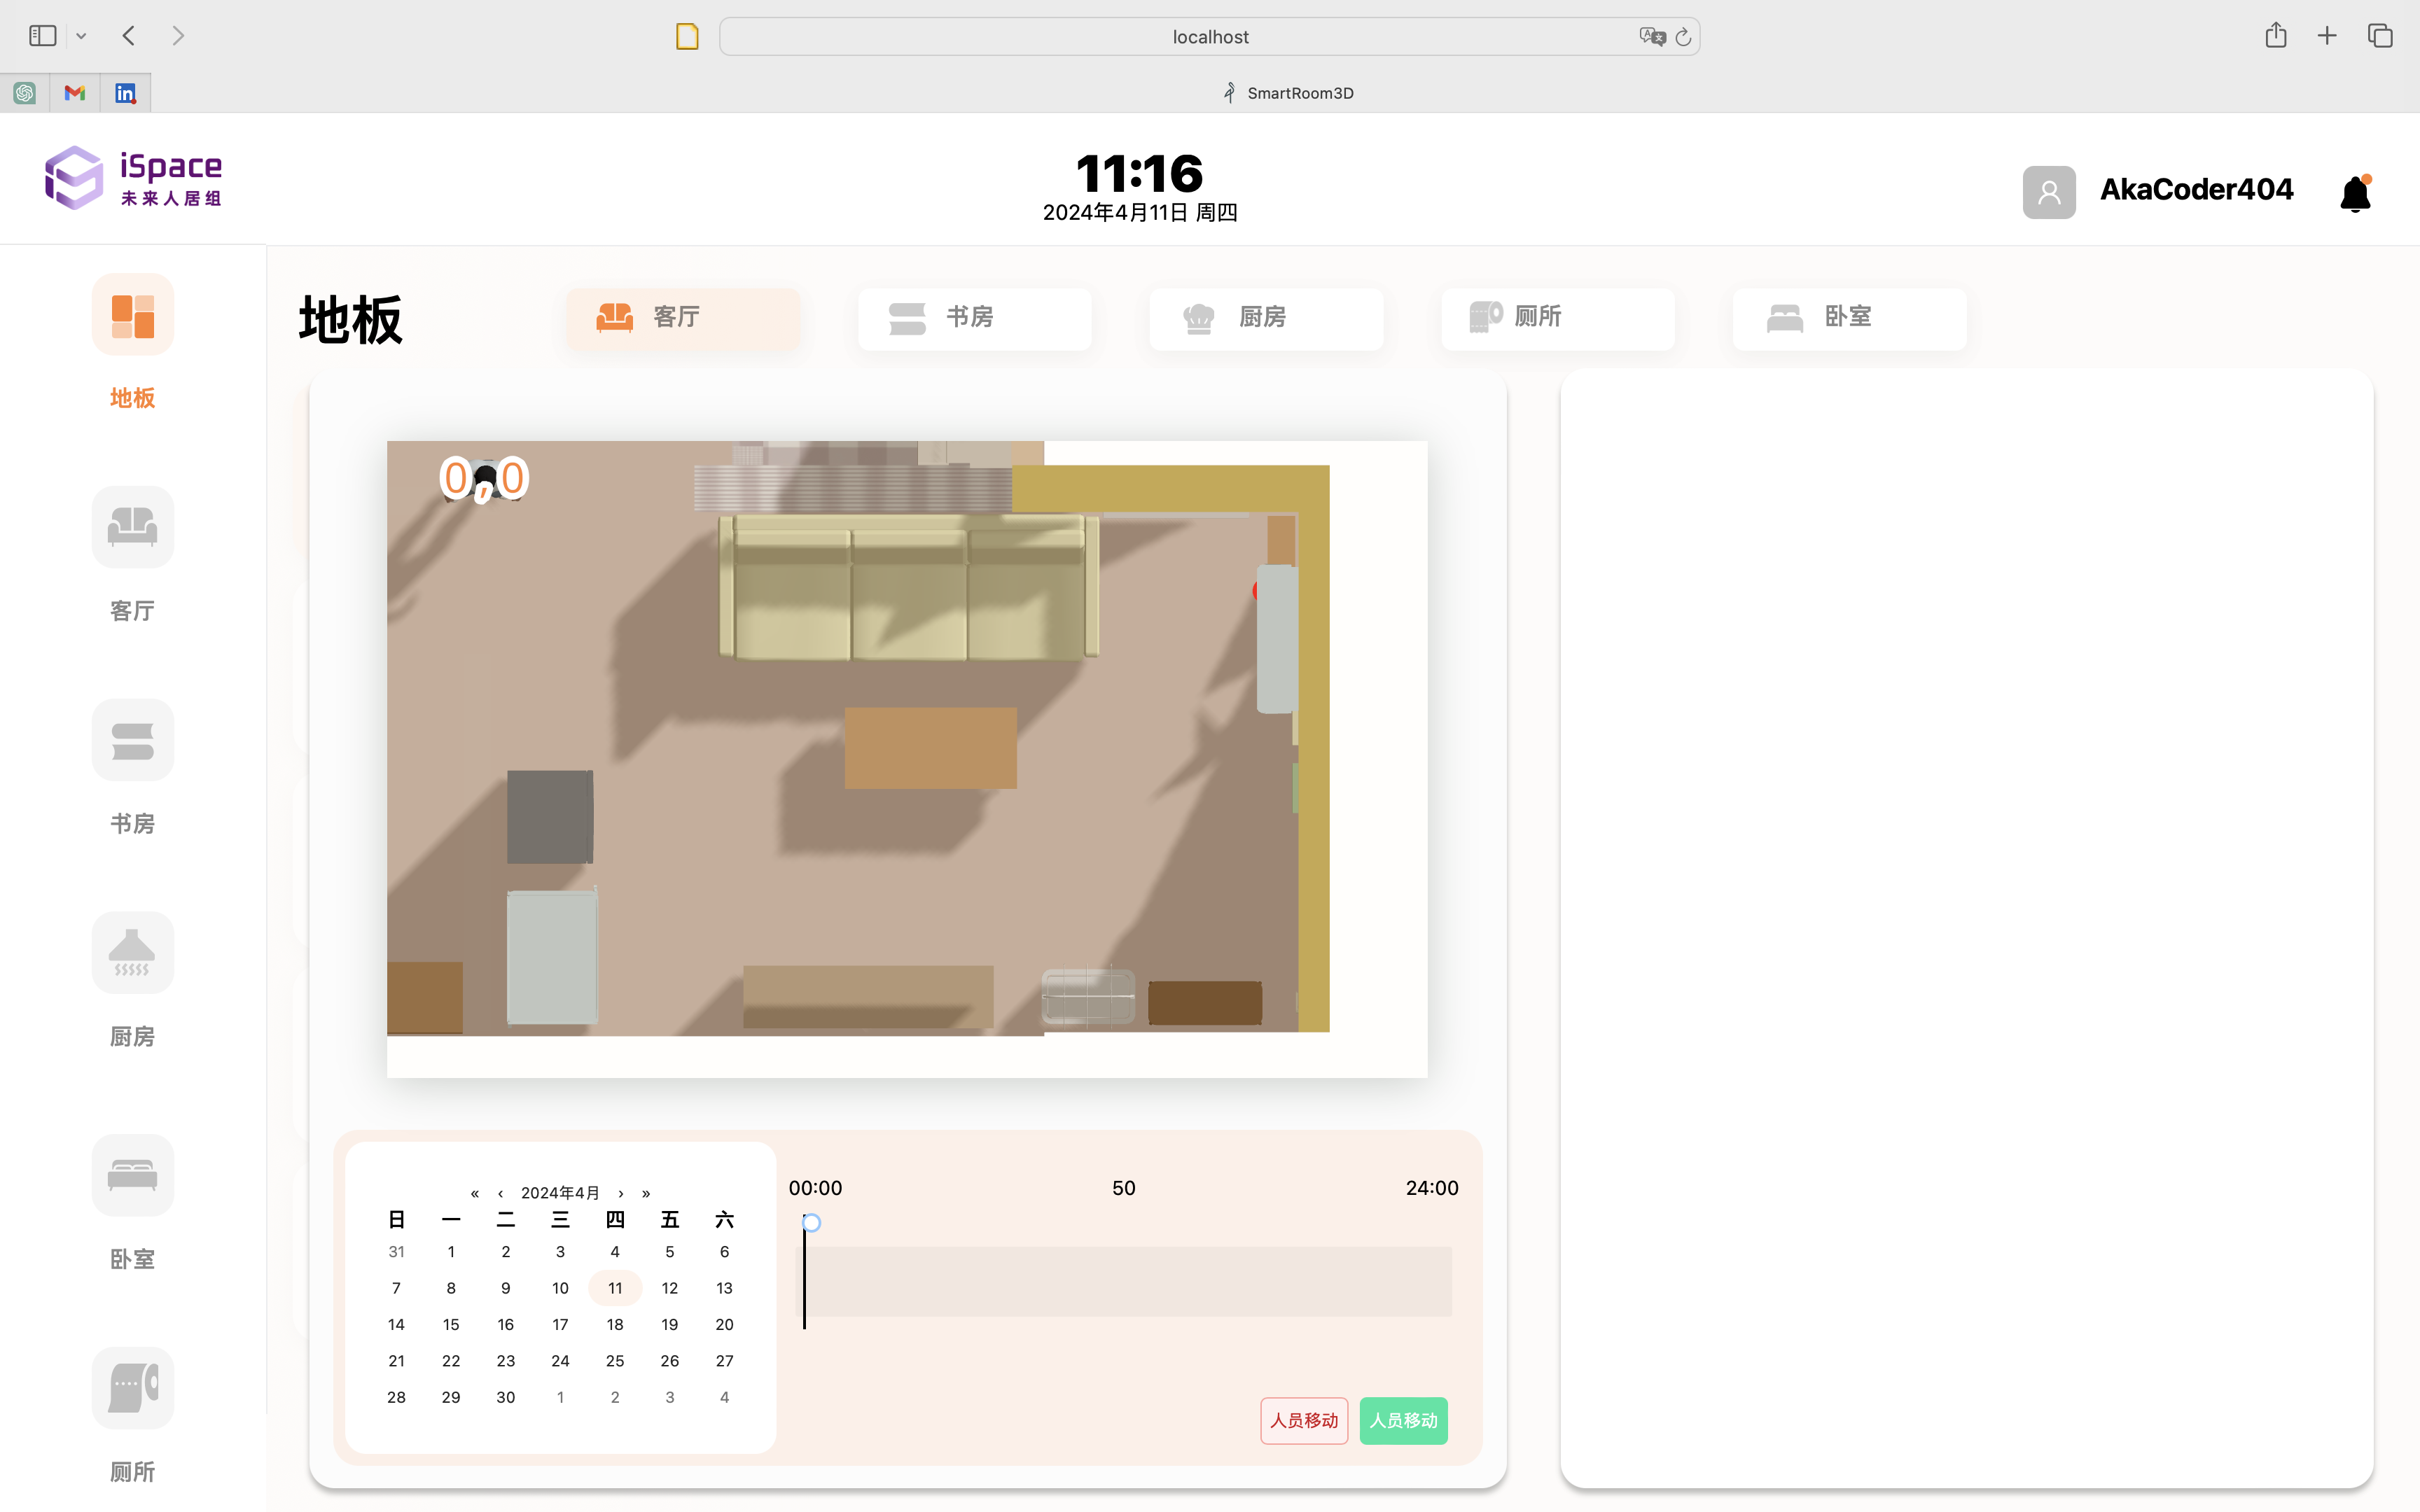 localhost
SmartRoom3D
iSpace
未来人居组
11:16
2024年4月11日 周四
AkaCoder404
地板
客厅
书房
厨房
卧室
厕所
地板
客厅
书房
厨房
厕所
卧室
0,0
« ‹ 2024年4月 › »
日 一 二 三 四 五 六
31 1 2 3 4 5 6
7 8 9 10 11 12 13
14 15 16 17 18 19 20
21 22 23 24 25 26 27
28 29 30 1 2 3 4
00:00 50 24:00
人员移动 人员移动